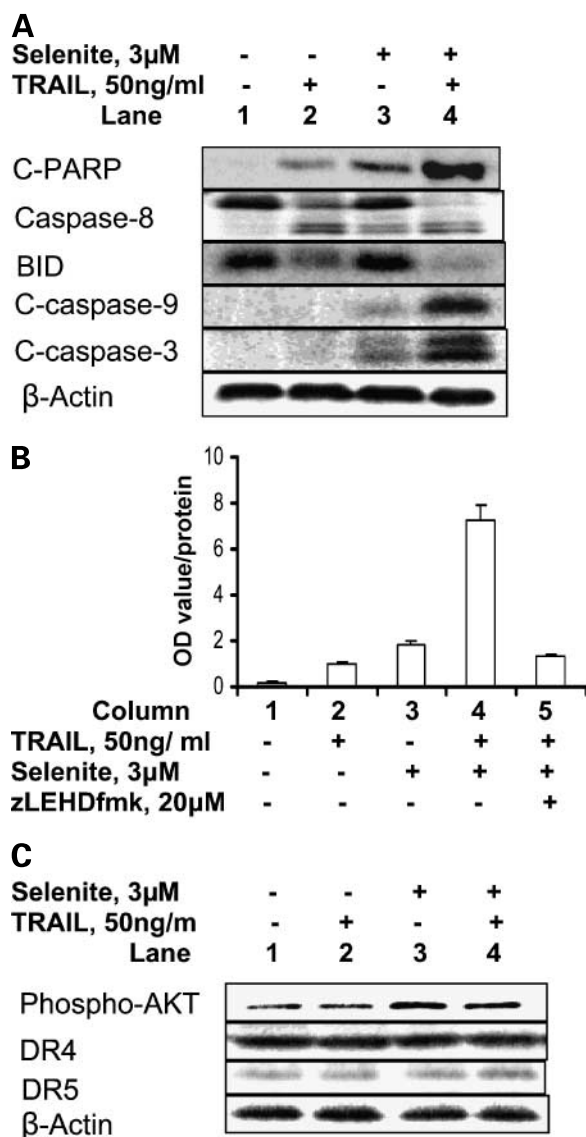 A
Selenite, 3µM - - + +
TRAIL, 50ng/ml - + - +
Lane 1 2 3 4
C-PARP
Caspase-8
BID
C-caspase-9
C-caspase-3
β-Actin
B
10
8
6
4
2
0
OD value/protein
Column 1 2 3 4 5
TRAIL, 50ng/ ml - + - + +
Selenite, 3µM - - + + +
zLEHDfmk, 20µM - - - - +
C
Selenite, 3µM - - + +
TRAIL, 50ng/m - + - +
Lane 1 2 3 4
Phospho-AKT
DR4
DR5
β-Actin